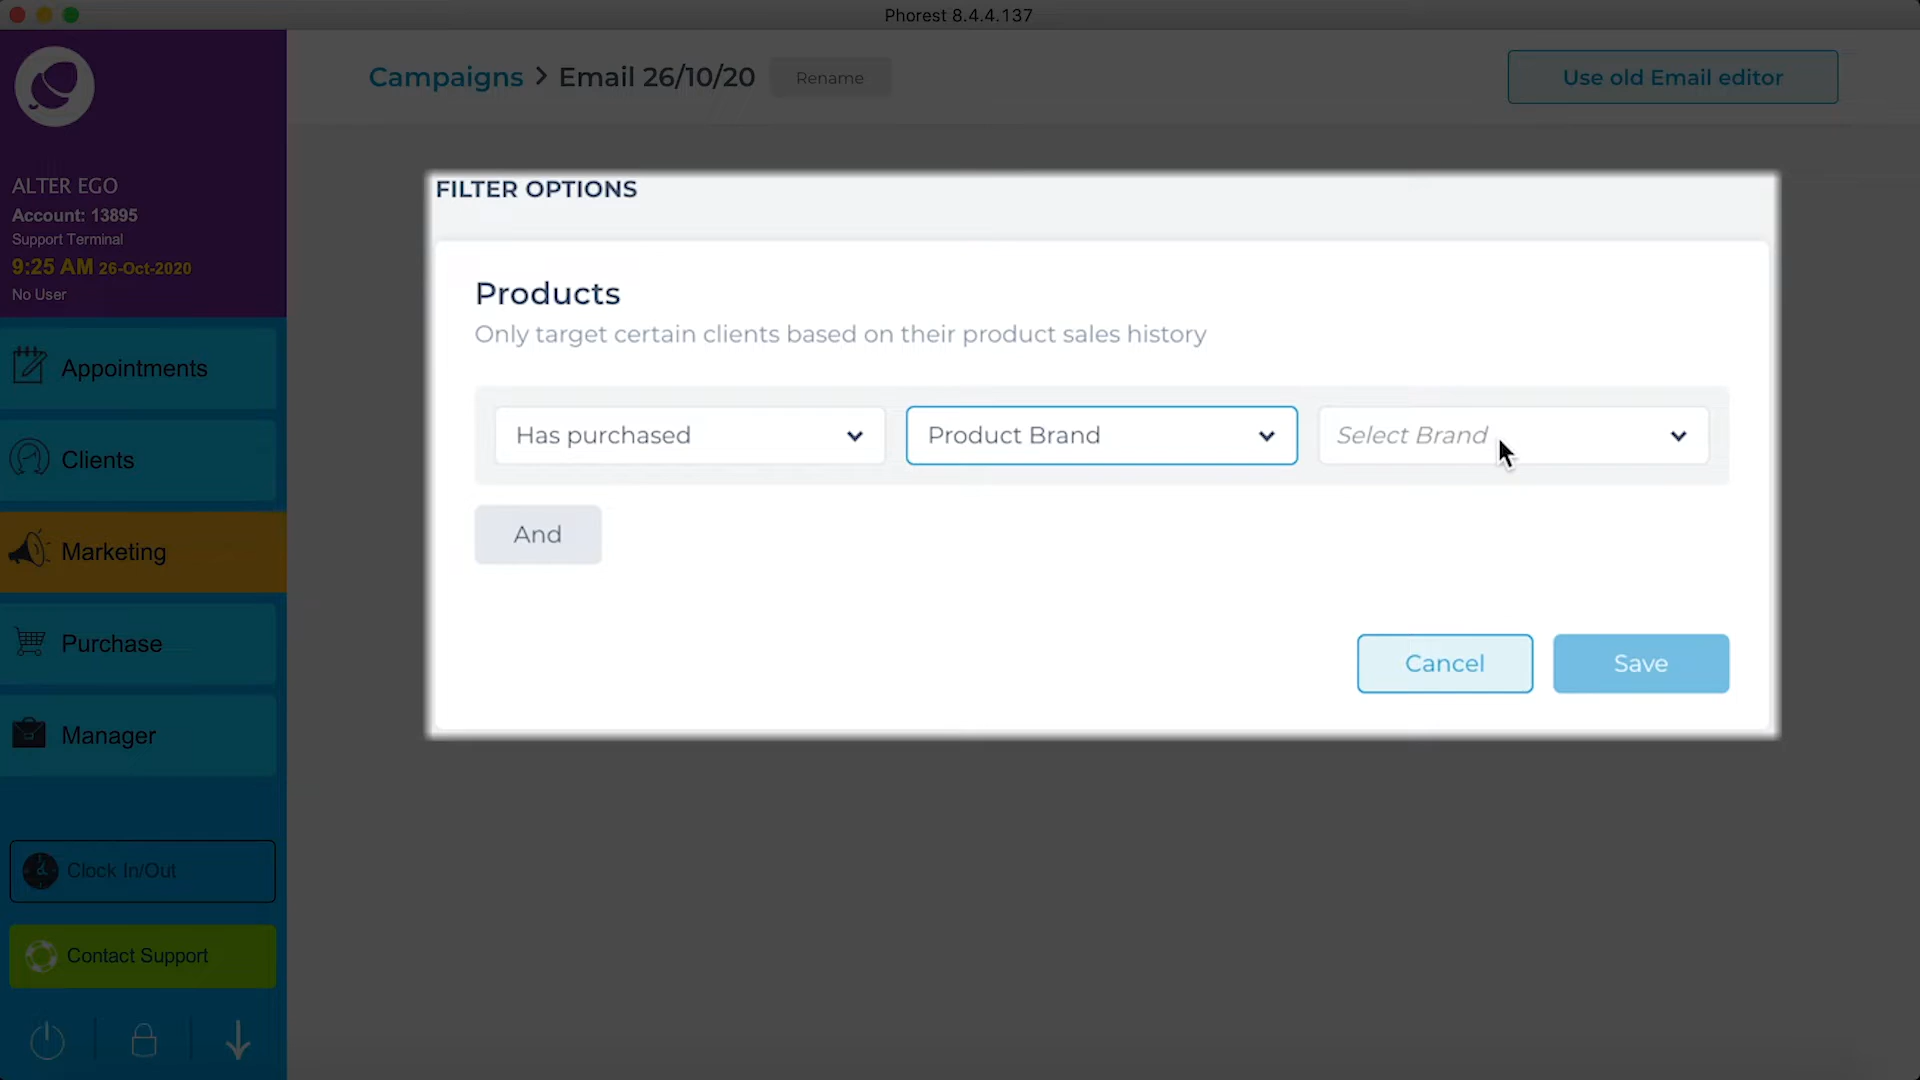 Phorest 8.4.4.137
Campaigns > Email 26/10/20
Rename
Use old Email editor
ALTER EGO
Account: 13895
Support Terminal
9:25 AM 26-Oct-2020
No User
Appointments
Clients
Marketing
Purchase
Manager
Clock In/Out
Contact Support
FILTER OPTIONS
Products
Only target certain clients based on their product sales history
Has purchased
Product Brand
Select Brand
And
Cancel
Save